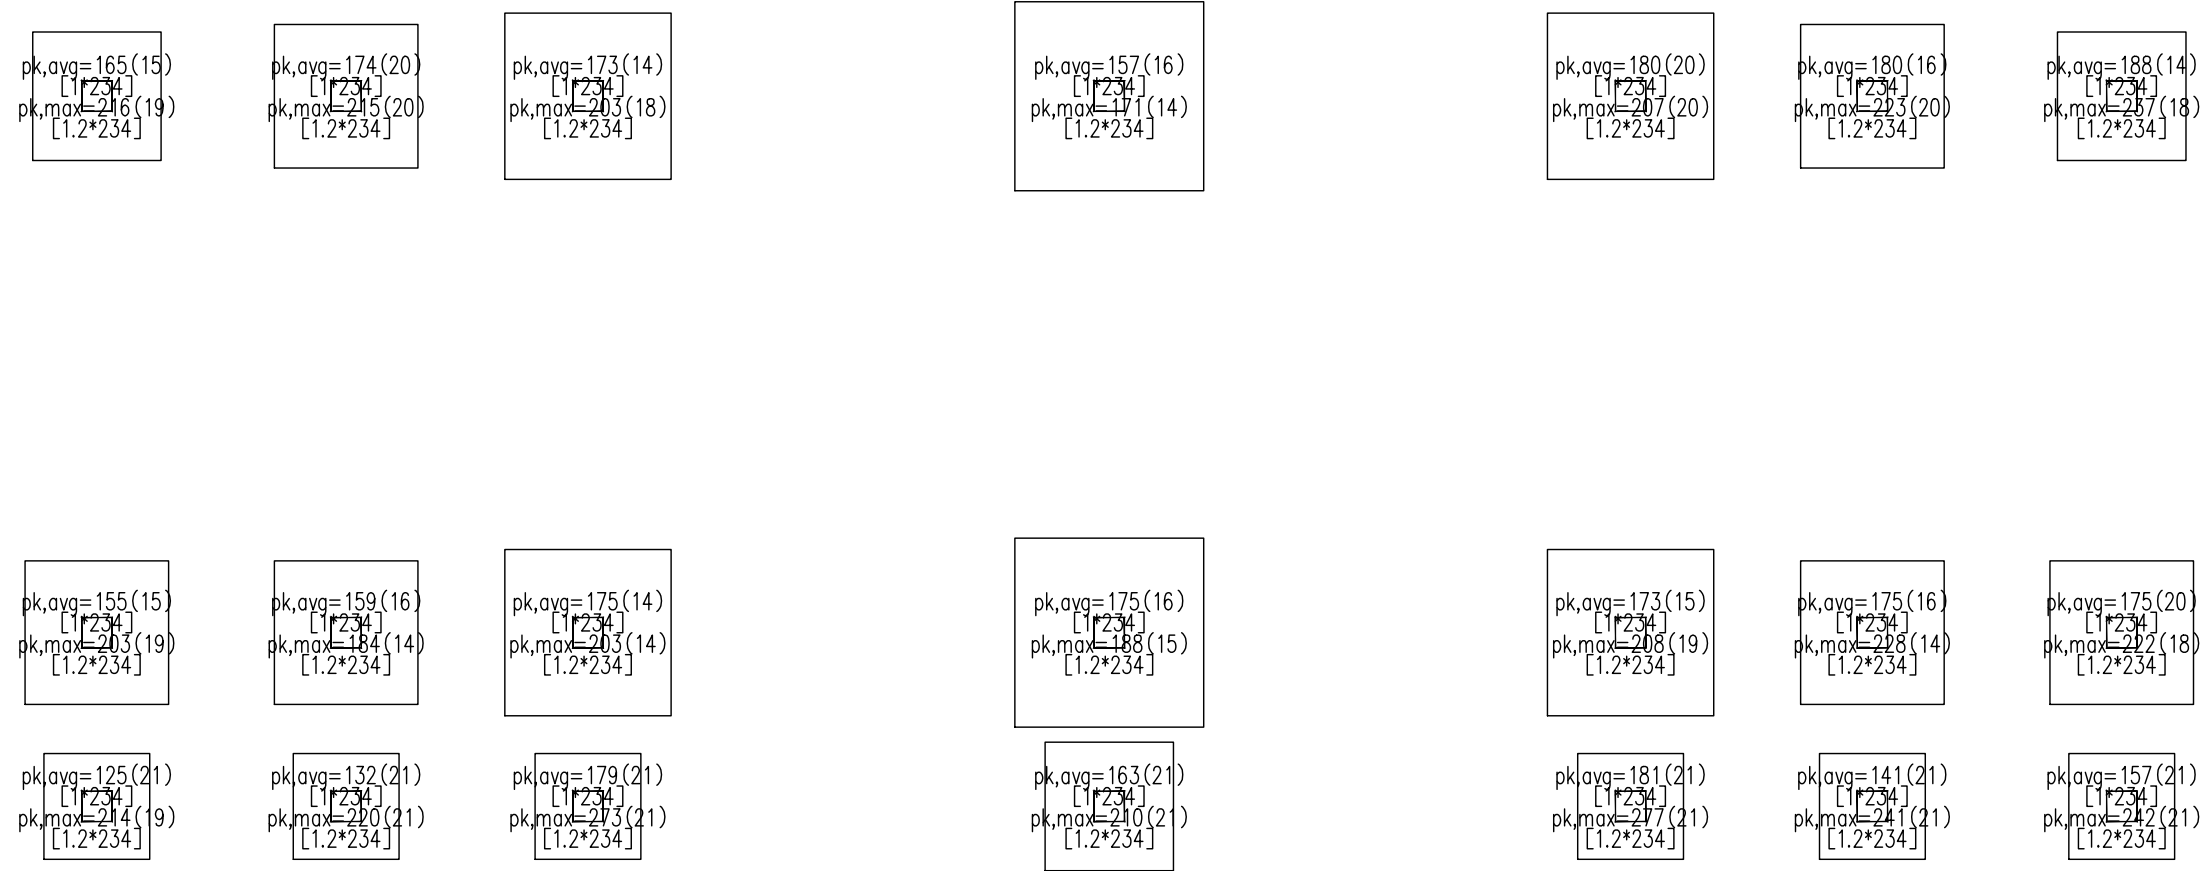 pk,avg=165(15)
[1*234]
pk,max=216(19)
[1.2*234]
pk,avg=174(20)
[1*234]
pk,max=215(20)
[1.2*234]
pk,avg=173(14)
[1*234]
pk,max=203(18)
[1.2*234]
pk,avg=157(16)
[1*234]
pk,max=171(14)
[1.2*234]
pk,avg=180(20)
[1*234]
pk,max=207(20)
[1.2*234]
pk,avg=180(16)
[1*234]
pk,max=223(20)
[1.2*234]
pk,avg=188(14)
[1*234]
pk,max=237(18)
[1.2*234]
pk,avg=155(15)
[1*234]
pk,max=203(19)
[1.2*234]
pk,avg=159(16)
[1*234]
pk,max=184(14)
[1.2*234]
pk,avg=175(14)
[1*234]
pk,max=203(14)
[1.2*234]
pk,avg=175(16)
[1*234]
pk,max=188(15)
[1.2*234]
pk,avg=173(15)
[1*234]
pk,max=208(19)
[1.2*234]
pk,avg=175(16)
[1*234]
pk,max=228(14)
[1.2*234]
pk,avg=175(20)
[1*234]
pk,max=222(18)
[1.2*234]
pk,avg=125(21)
[1*234]
pk,max=214(19)
[1.2*234]
pk,avg=132(21)
[1*234]
pk,max=220(21)
[1.2*234]
pk,avg=179(21)
[1*234]
pk,max=273(21)
[1.2*234]
pk,avg=163(21)
[1*234]
pk,max=210(21)
[1.2*234]
pk,avg=181(21)
[1*234]
pk,max=277(21)
[1.2*234]
pk,avg=141(21)
[1*234]
pk,max=241(21)
[1.2*234]
pk,avg=157(21)
[1*234]
pk,max=242(21)
[1.2*234]